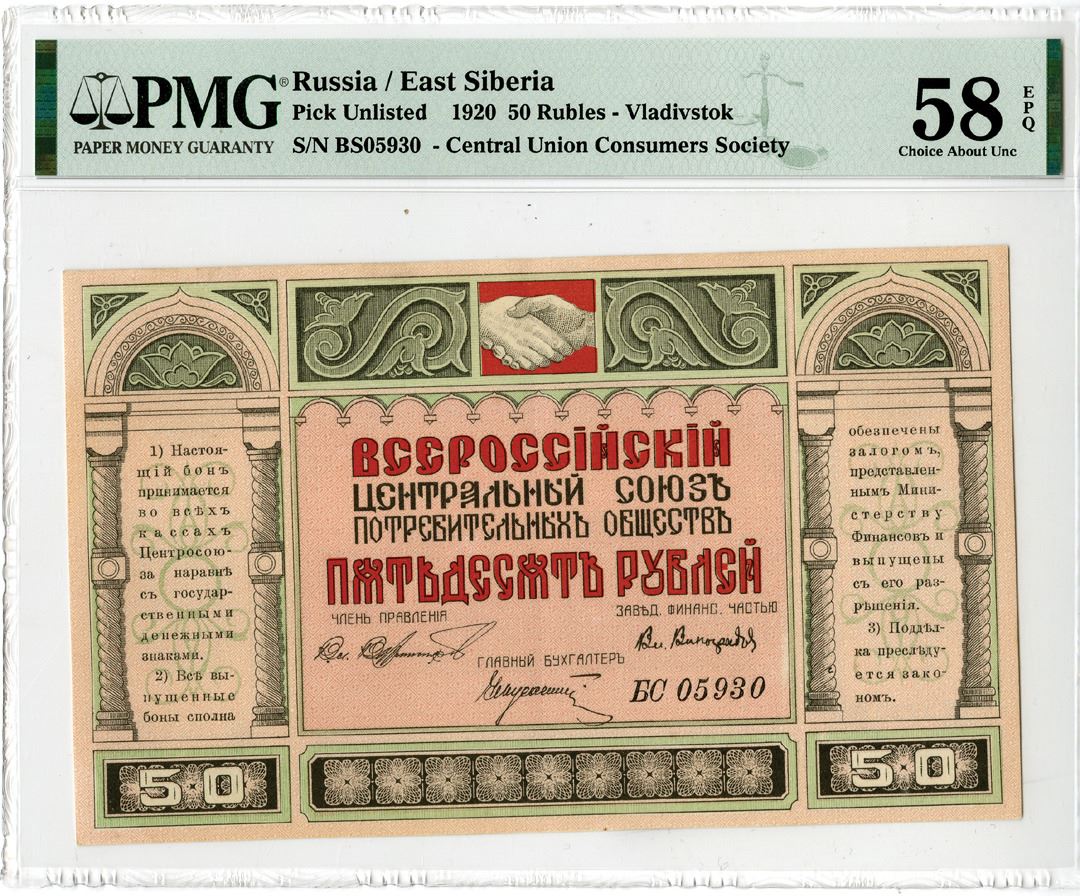 PMG® Russia / East Siberia
PAPER MONEY GUARANTY
Pick Unlisted 1920 50 Rubles - Vladivstok
S/N BS05930 - Central Union Consumers Society
58
EPQ
Choice About Unc
ВСЕРОССІЙСКІЙ
ЦЕНТРАЛЬНЫЙ СОЮЗЪ
ПОТРЕБИТЕЛЬНЫХЪ ОБЩЕСТВЪ
ПЯТЬДЕСЯТЬ РУБЛЕЙ
ЧЛЕНЪ ПРАВЛЕНІЯ
ЗАВѢД. ФИНАНС. ЧАСТЬЮ
Вл. Виноградов
ГЛАВНЫЙ БУХГАЛТЕРЪ
БС 05930
1) Настоя-
щій бонъ
принимается
во всѣхъ
кассахъ
Центросою-
за наравнѣ
съ государ-
ственными
денежными
знаками.
2) Всѣ вы-
пущенные
боны сполна
обезпечены
залогомъ,
представлен-
нымъ Мини-
стерству
Финансовъ и
выпущены
съ его раз-
рѣшенія.
3) Поддѣл-
ка преслѣду-
ется зако-
номъ.
50
50